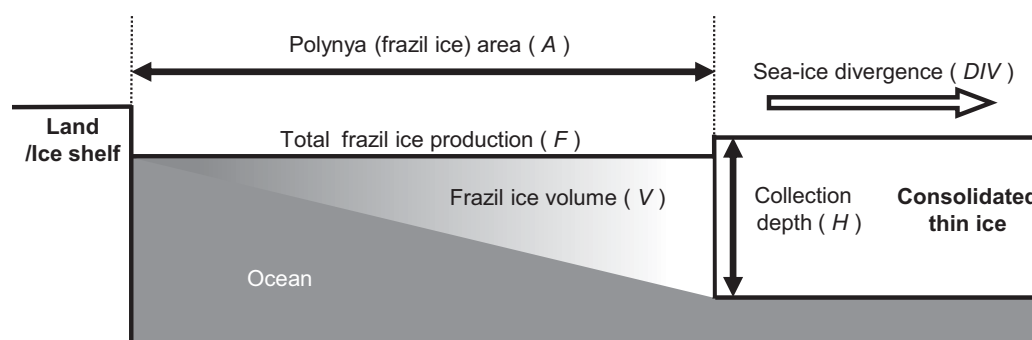 Polynya (frazil ice) area ( A )
Sea-ice divergence ( DIV )
Land
/Ice shelf
Total frazil ice production ( F )
Frazil ice volume ( V )
Collection
depth ( H )
Consolidated
thin ice
Ocean